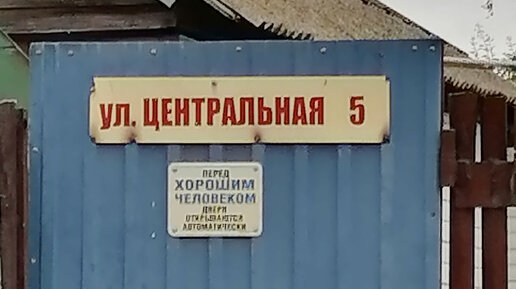 ул. ЦЕНТРАЛЬНАЯ 5
ПЕРЕД
ХОРОШИМ
ЧЕЛОВЕКОМ
ДВЕРИ
ОТКРЫВАЮТСЯ
АВТОМАТИЧЕСКИ